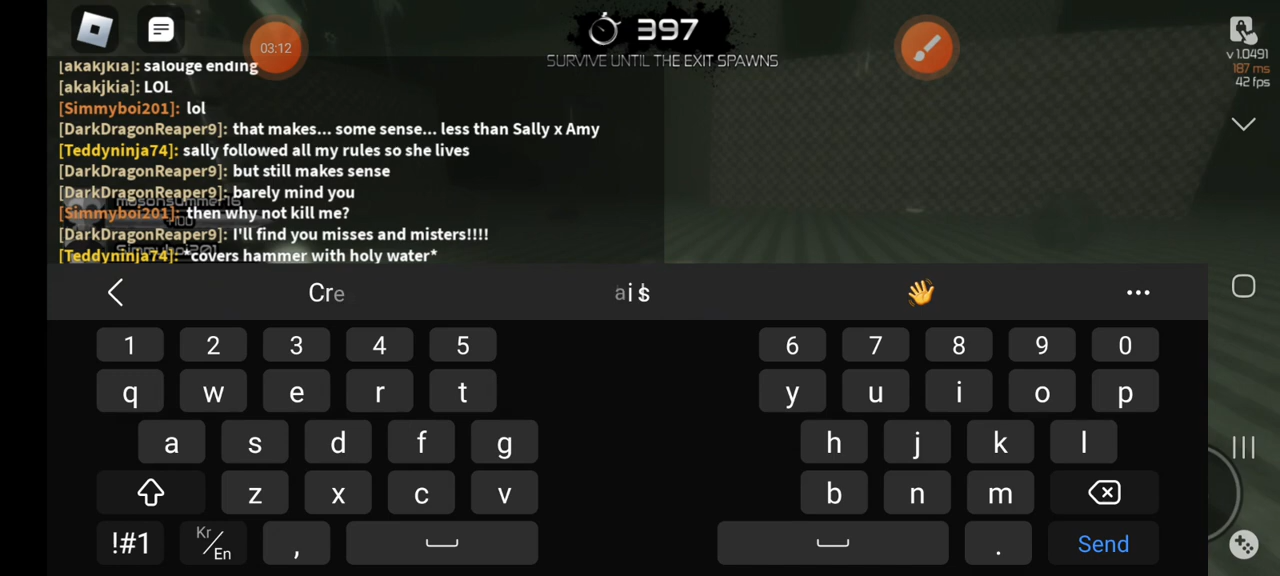 03:12
397
SURVIVE UNTIL THE EXIT SPAWNS
v 1.0491
187 ms
42 fps
[akakjkia]: salouge ending
[akakjkia]: LOL
[Simmyboi201]: lol
[DarkDragonReaper9]: that makes... some sense... less than Sally x Amy
[Teddyninja74]: sally followed all my rules so she lives
[DarkDragonReaper9]: but still makes sense
[DarkDragonReaper9]: barely mind you
[Simmyboi201]: then why not kill me?
[DarkDragonReaper9]: I'll find you misses and misters!!!!
[Teddyninja74]: *covers hammer with holy water*
+100
Simmyboi201
Cre ai$ 👋 ...
1 2 3 4 5 6 7 8 9 0
q w e r t y u i o p
a s d f g h j k l
z x c v b n m
!#1 Kr/En , . Send